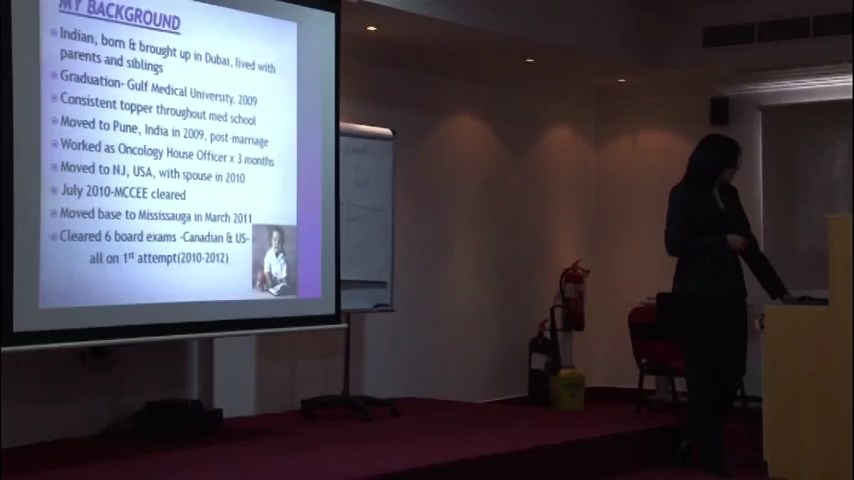 MY BACKGROUND
Indian, born & brought up in Dubai, lived with
parents and siblings
Graduation- Gulf Medical University, 2009
Consistent topper throughout med school
Moved to Pune, India in 2009, post-marriage
Worked as Oncology House Officer x 3 months
Moved to NJ, USA, with spouse in 2010
July 2010-MCCEE cleared
Moved base to Mississauga in March 2011
Cleared 6 board exams -Canadian & US-
all on 1st attempt(2010-2012)